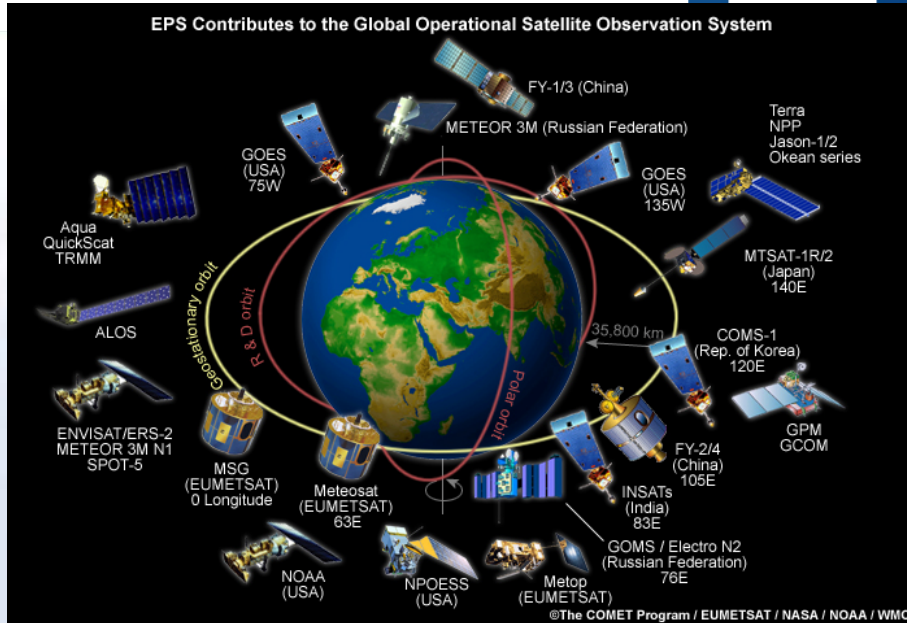 EPS Contributes to the Global Operational Satellite Observation System
FY-1/3 (China)
METEOR 3M (Russian Federation)
GOES
(USA)
75W
GOES
(USA)
135W
Terra
NPP
Jason-1/2
Okean series
Aqua
QuickScat
TRMM
MTSAT-1R/2
(Japan)
140E
ALOS
Geostationary orbit
R & D orbit
Polar orbit
35,800 km
COMS-1
(Rep. of Korea)
120E
ENVISAT/ERS-2
METEOR 3M N1
SPOT-5
MSG
(EUMETSAT)
0 Longitude
Meteosat
(EUMETSAT)
63E
GPM
GCOM
FY-2/4
(China)
105E
INSATs
(India)
83E
GOMS / Electro N2
(Russian Federation)
76E
NOAA
(USA)
NPOESS
(USA)
Metop
(EUMETSAT)
©The COMET Program / EUMETSAT / NASA / NOAA / WMO